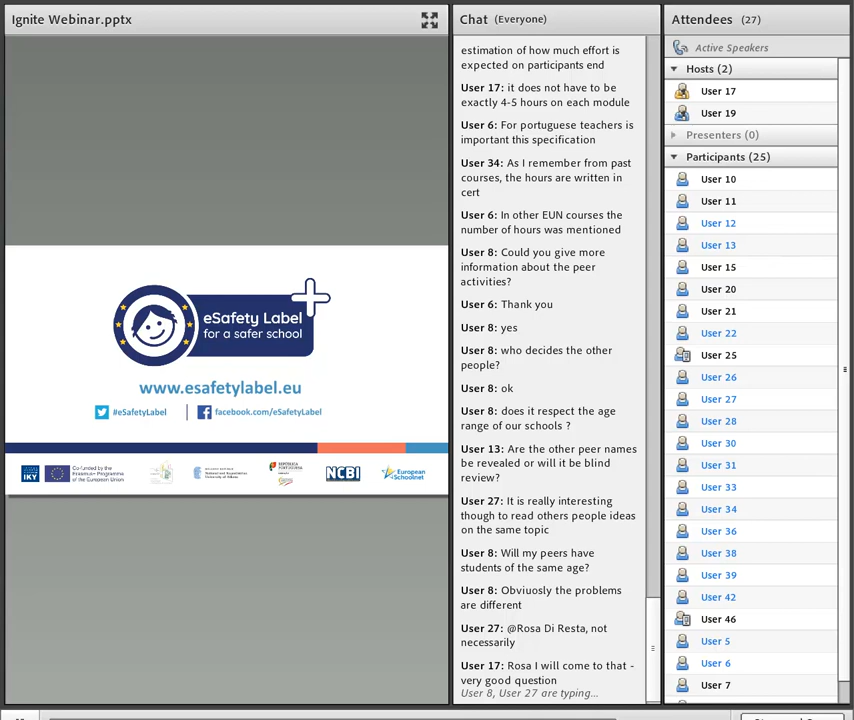 Ignite Webinar.pptx
eSafety Label
for a safer school
www.esafetylabel.eu
#eSafetyLabel
facebook.com/eSafetyLabel
IKY
Co-funded by the
Erasmus+ Programme
of the European Union
REPÚBLICA
PORTUGUESA
NCBI
European
Schoolnet
Chat (Everyone)
estimation of how much effort is
expected on participants end
User 17: it does not have to be
exactly 4-5 hours on each module
User 6: For portuguese teachers is
important this specification
User 34: As I remember from past
courses, the hours are written in
cert
User 6: In other EUN courses the
number of hours was mentioned
User 8: Could you give more
information about the peer
activities?
User 6: Thank you
User 8: yes
User 8: who decides the other
people?
User 8: ok
User 8: does it respect the age
range of our schools ?
User 13: Are the other peer names
be revealed or will it be blind
review?
User 27: It is really interesting
though to read others people ideas
on the same topic
User 8: Will my peers have
students of the same age?
User 8: Obviuosly the problems
are different
User 27: @Rosa Di Resta, not
necessarily
User 17: Rosa I will come to that -
very good question
User 8, User 27 are typing...
Attendees (27)
Active Speakers
Hosts (2)
User 17
User 19
Presenters (0)
Participants (25)
User 10
User 11
User 12
User 13
User 15
User 20
User 21
User 22
User 25
User 26
User 27
User 28
User 30
User 31
User 33
User 34
User 36
User 38
User 39
User 42
User 46
User 5
User 6
User 7